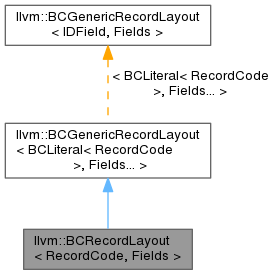 llvm::BCGenericRecordLayout
< IDField, Fields >
< BCLiteral< RecordCode
>, Fields... >
llvm::BCGenericRecordLayout
< BCLiteral< RecordCode
>, Fields... >
llvm::BCRecordLayout
< RecordCode, Fields >